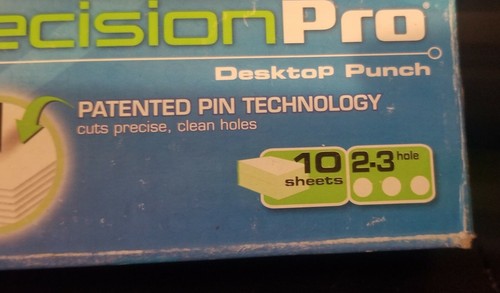 ecisionPro
Desktop Punch
PATENTED PIN TECHNOLOGY
cuts precise, clean holes
10 sheets
2-3 hole